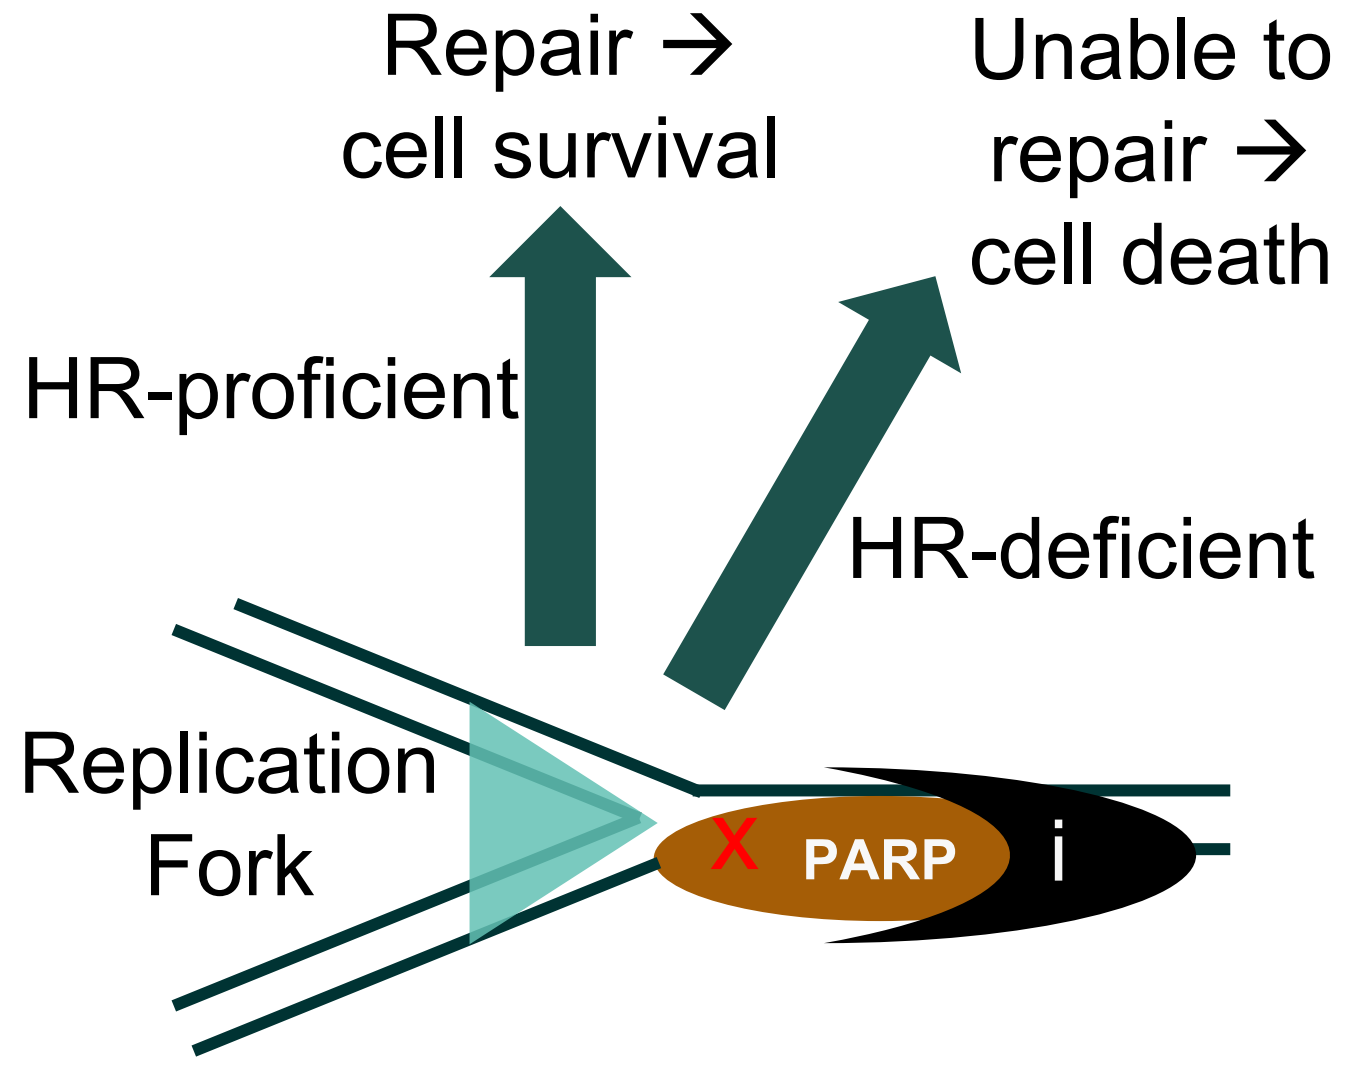 Repair →
cell survival
Unable to
repair →
cell death
HR-proficient
HR-deficient
Replication
Fork
X
PARP
i